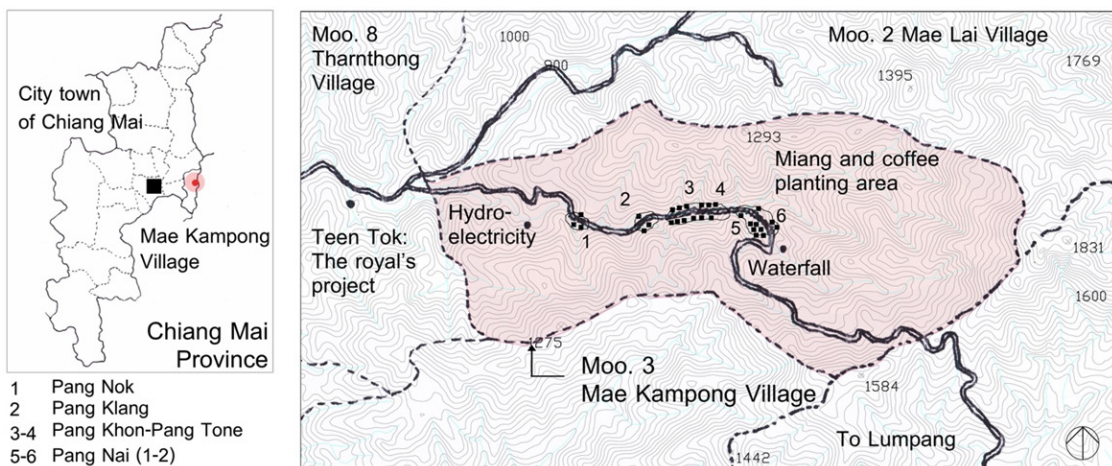 City town
of Chiang Mai
Mae Kampong
Village
Chiang Mai
Province
1 Pang Nok
2 Pang Klang
3-4 Pang Khon-Pang Tone
5-6 Pang Nai (1-2)
Moo. 8
Tharnthong
Village
1000
900
Moo. 2 Mae Lai Village
1395
1769
1293
Miang and coffee
planting area
Hydro-
electricity
1
2
3
4
5
6
Waterfall
Teen Tok:
The royal's
project
1831
1600
1275
Moo. 3
Mae Kampong Village
1584
To Lumpang
1442